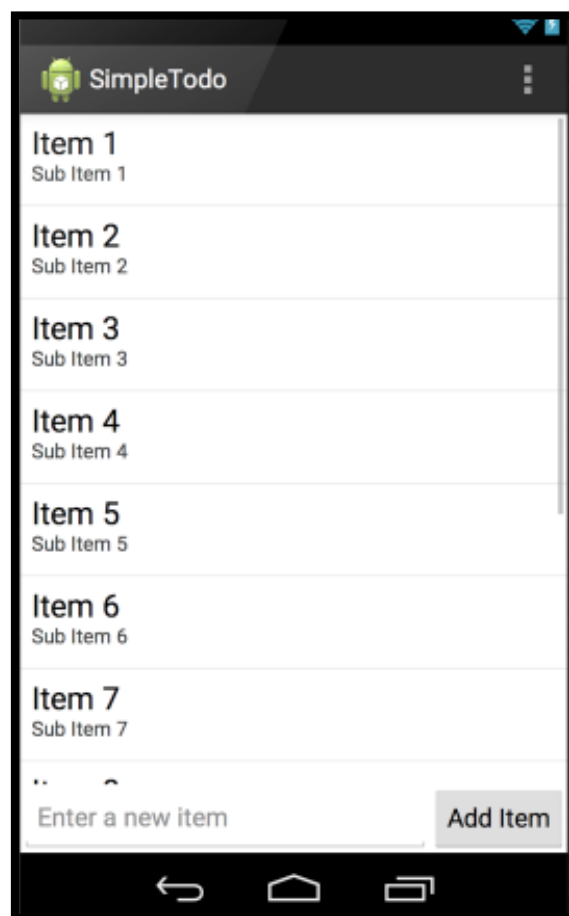 SimpleTodo
Item 1
Sub Item 1
Item 2
Sub Item 2
Item 3
Sub Item 3
Item 4
Sub Item 4
Item 5
Sub Item 5
Item 6
Sub Item 6
Item 7
Sub Item 7
Enter a new item
Add Item